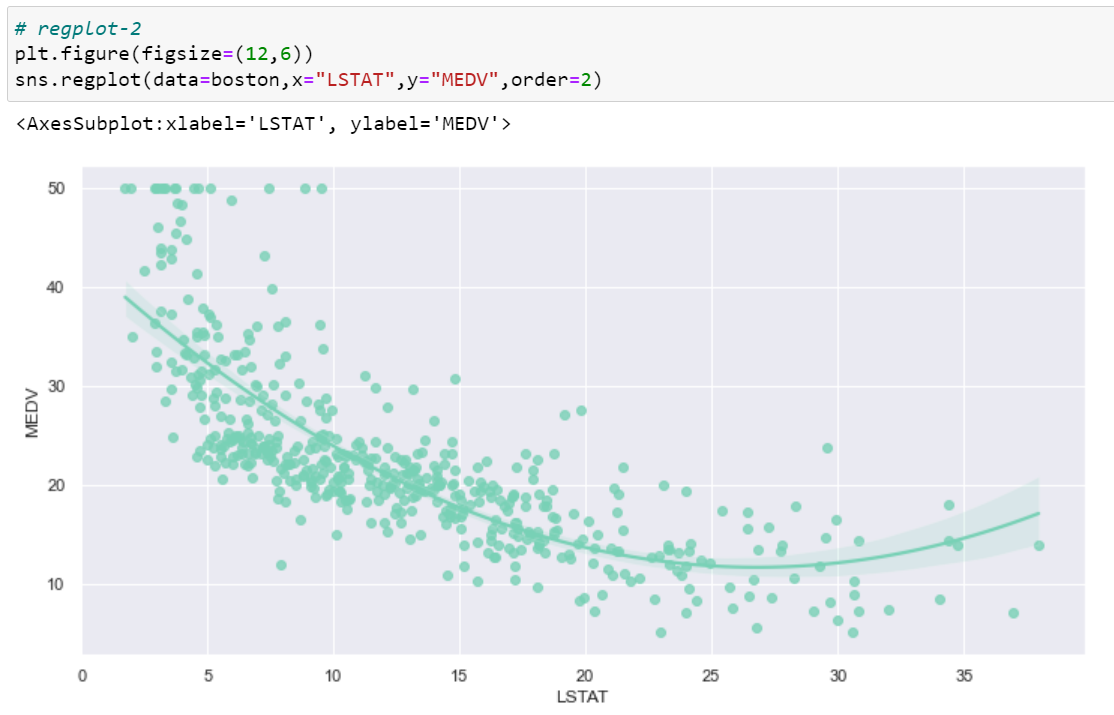 # regplot-2
plt.figure(figsize=(12,6))
sns.regplot(data=boston,x="LSTAT",y="MEDV",order=2)
<AxesSubplot:xlabel='LSTAT', ylabel='MEDV'>
50
40
30
20
10
MEDV
0 5 10 15 20 25 30 35
LSTAT